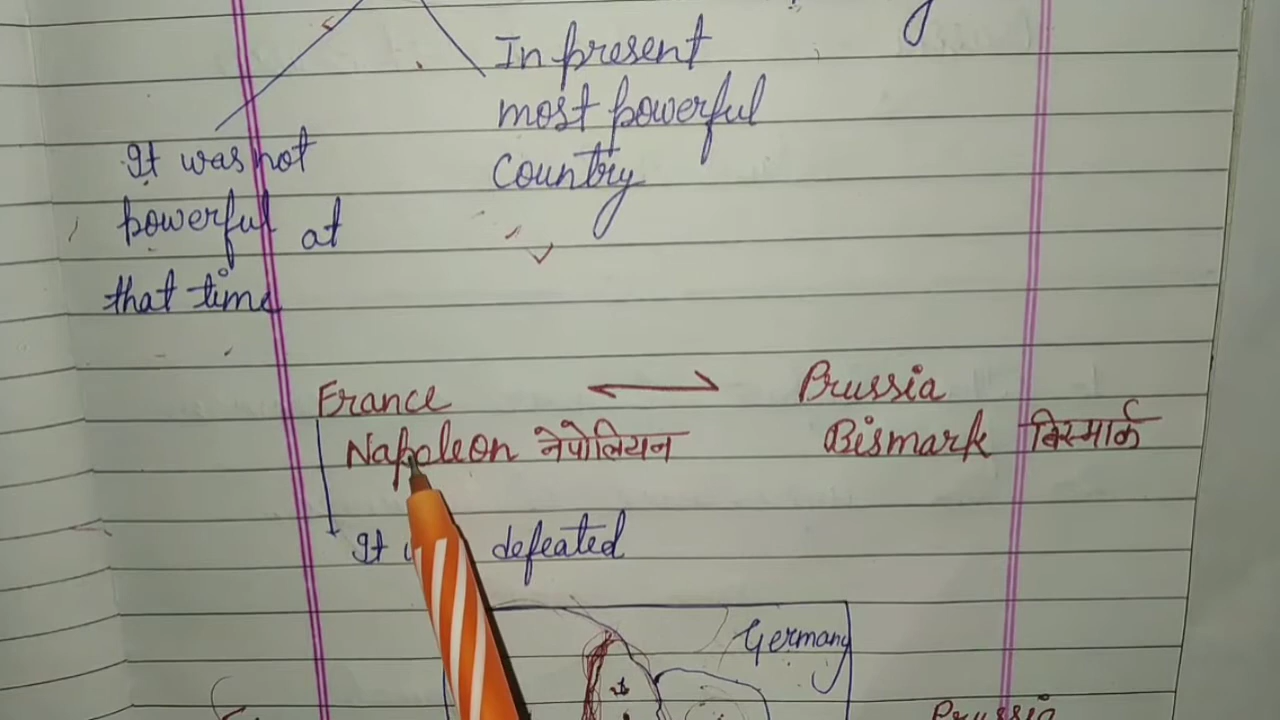 In present
most powerful
Country
It was not
powerful at
that time
France Prussia
Napoleon नेपोलियन Bismark बिस्मार्क
It defeated
Germany
Prussia